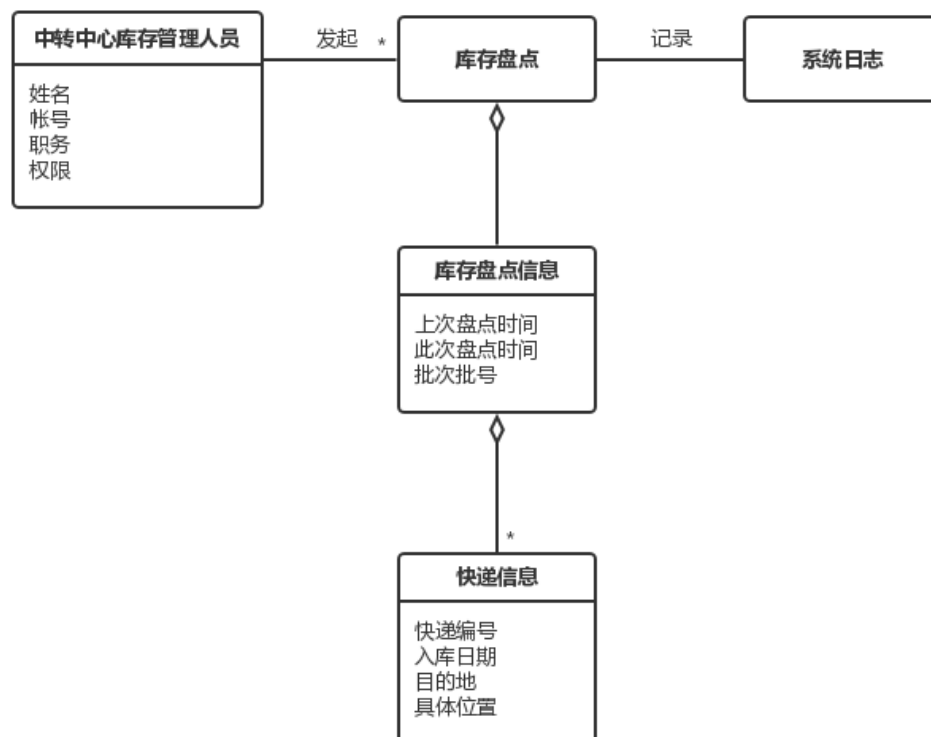 中转中心库存管理人员
姓名
帐号
职务
权限
发起
*
库存盘点
记录
系统日志
库存盘点信息
上次盘点时间
此次盘点时间
批次批号
*
快递信息
快递编号
入库日期
目的地
具体位置